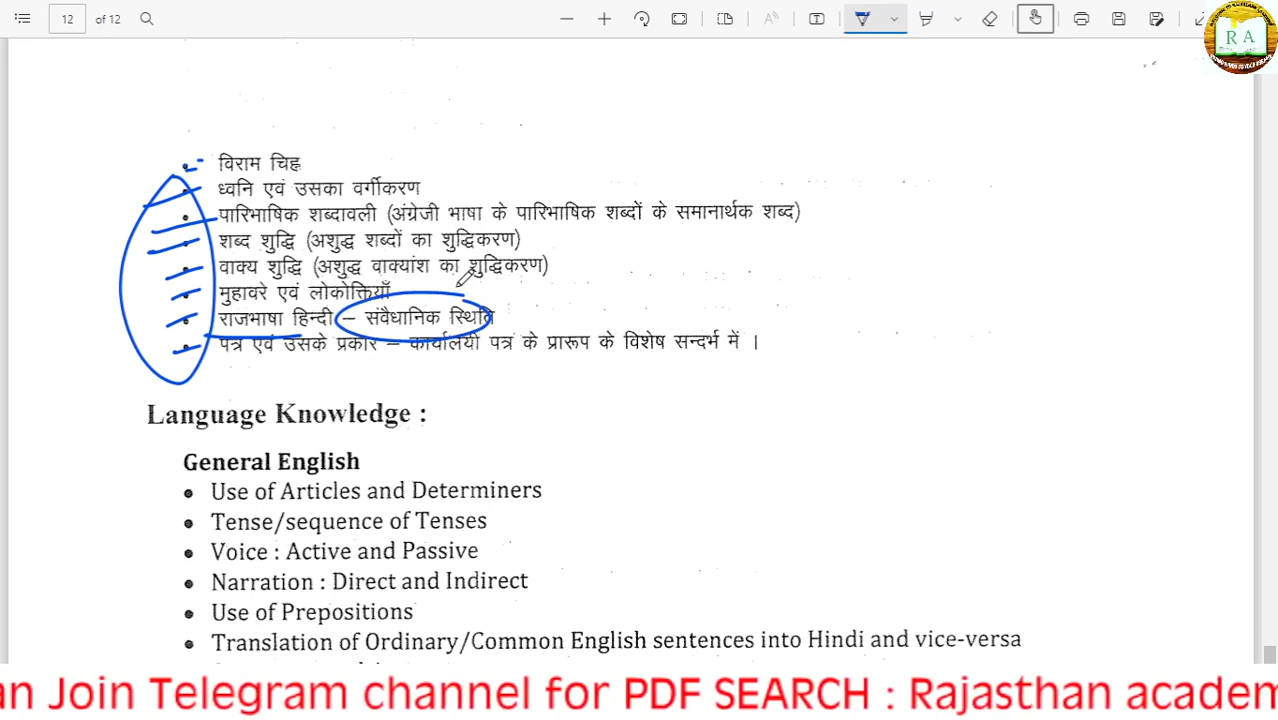 12 of 12
R A
विराम चिह्न
ध्वनि एवं उसका वर्गीकरण
पारिभाषिक शब्दावली (अंग्रेजी भाषा के पारिभाषिक शब्दों के समानार्थक शब्द)
शब्द शुद्धि (अशुद्ध शब्दों का शुद्धिकरण)
वाक्य शुद्धि (अशुद्ध वाक्यांश का शुद्धिकरण)
मुहावरे एवं लोकोक्तियाँ
राजभाषा हिन्दी – संवैधानिक स्थिति
पत्र एवं उसके प्रकार – कार्यालयी पत्र के प्रारूप के विशेष सन्दर्भ में ।
Language Knowledge :
General English
Use of Articles and Determiners
Tense/sequence of Tenses
Voice : Active and Passive
Narration : Direct and Indirect
Use of Prepositions
Translation of Ordinary/Common English sentences into Hindi and vice-versa
an Join Telegram channel for PDF SEARCH : Rajasthan academ